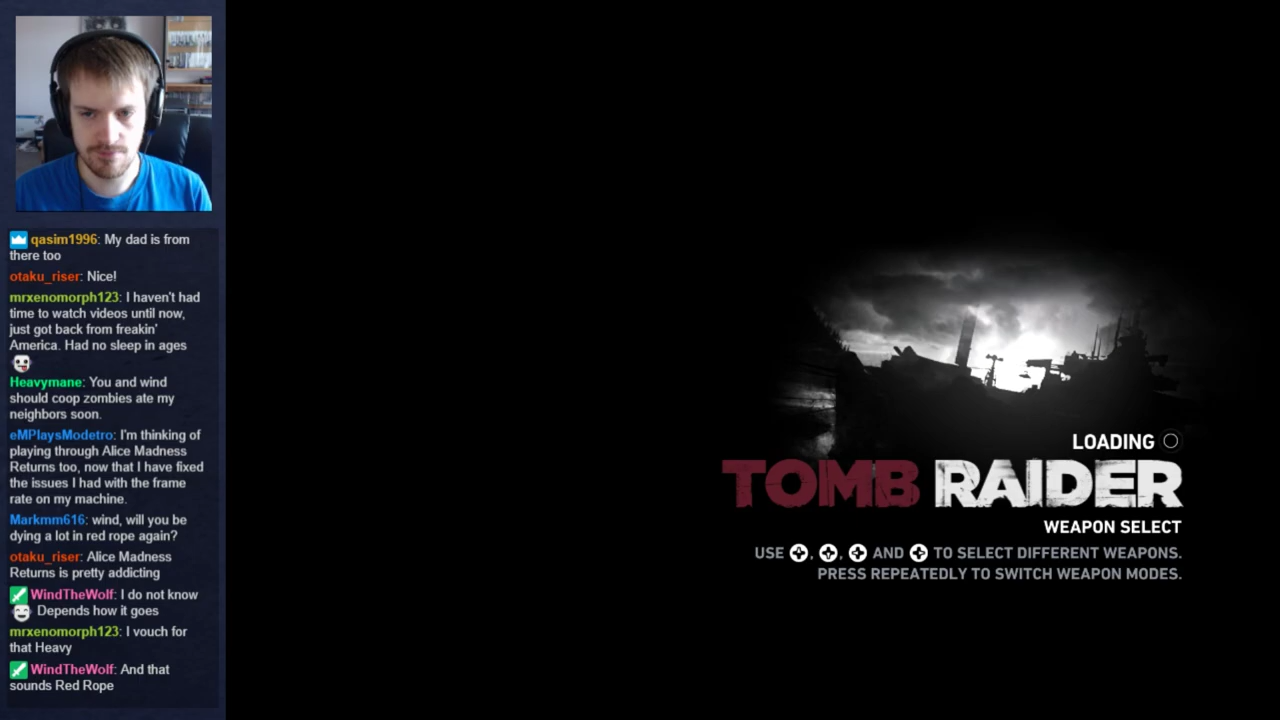 qasim1996: My dad is from
there too
otaku_riser: Nice!
mrxenomorph123: I haven't had
time to watch videos until now,
just got back from freakin'
America. Had no sleep in ages
Heavymane: You and wind
should coop zombies ate my
neighbors soon.
eMPlaysModetro: I'm thinking of
playing through Alice Madness
Returns too, now that I have fixed
the issues I had with the frame
rate on my machine.
Markmm616: wind, will you be
dying a lot in red rope again?
otaku_riser: Alice Madness
Returns is pretty addicting
WindTheWolf: I do not know
Depends how it goes
mrxenomorph123: I vouch for
that Heavy
WindTheWolf: And that
sounds Red Rope
LOADING
TOMB RAIDER
WEAPON SELECT
USE , , AND TO SELECT DIFFERENT WEAPONS.
PRESS REPEATEDLY TO SWITCH WEAPON MODES.